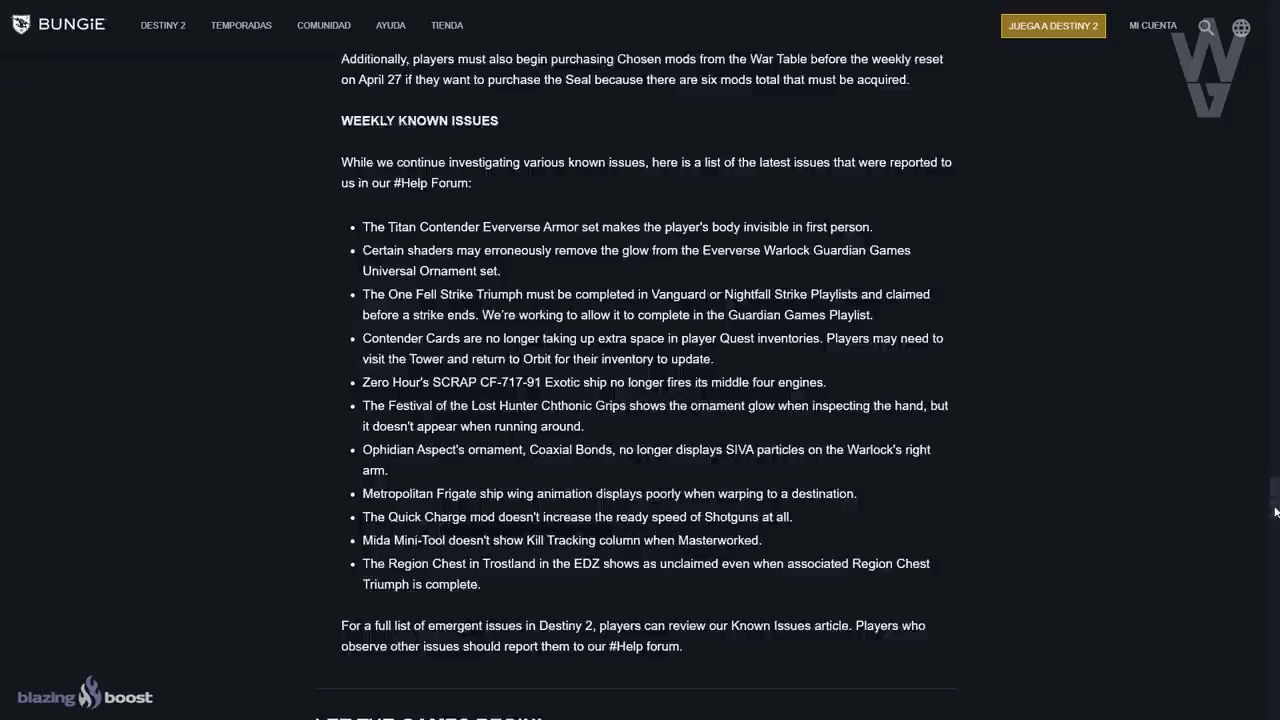 BUNGiE DESTINY 2 TEMPORADAS COMUNIDAD AYUDA TIENDA JUEGA A DESTINY 2 MI CUENTA
Additionally, players must also begin purchasing Chosen mods from the War Table before the weekly reset
on April 27 if they want to purchase the Seal because there are six mods total that must be acquired.
WEEKLY KNOWN ISSUES
While we continue investigating various known issues, here is a list of the latest issues that were reported to
us in our #Help Forum:
• The Titan Contender Eververse Armor set makes the player's body invisible in first person.
• Certain shaders may erroneously remove the glow from the Eververse Warlock Guardian Games
Universal Ornament set.
• The One Fell Strike Triumph must be completed in Vanguard or Nightfall Strike Playlists and claimed
before a strike ends. We're working to allow it to complete in the Guardian Games Playlist.
• Contender Cards are no longer taking up extra space in player Quest inventories. Players may need to
visit the Tower and return to Orbit for their inventory to update.
• Zero Hour's SCRAP CF-717-91 Exotic ship no longer fires its middle four engines.
• The Festival of the Lost Hunter Chthonic Grips shows the ornament glow when inspecting the hand, but
it doesn't appear when running around.
• Ophidian Aspect's ornament, Coaxial Bonds, no longer displays SIVA particles on the Warlock's right
arm.
• Metropolitan Frigate ship wing animation displays poorly when warping to a destination.
• The Quick Charge mod doesn't increase the ready speed of Shotguns at all.
• Mida Mini-Tool doesn't show Kill Tracking column when Masterworked.
• The Region Chest in Trostland in the EDZ shows as unclaimed even when associated Region Chest
Triumph is complete.
For a full list of emergent issues in Destiny 2, players can review our Known Issues article. Players who
observe other issues should report them to our #Help forum.
blazing boost
LET THE GAMES BEGIN!